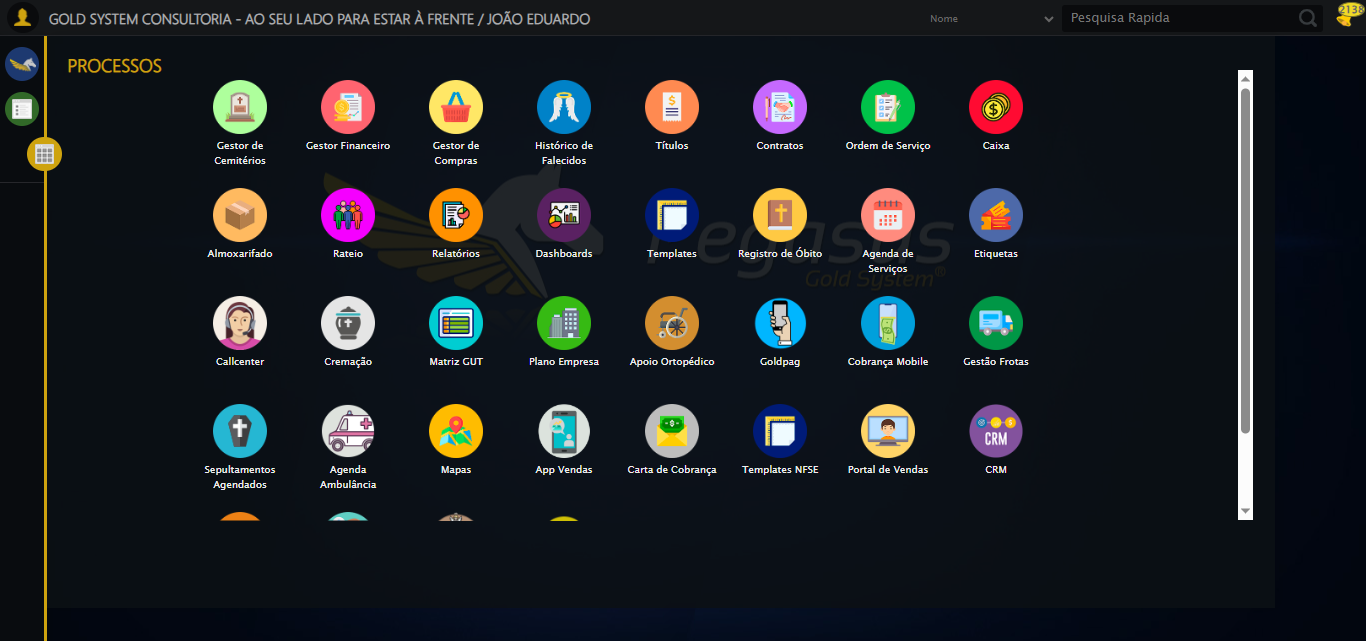 GOLD SYSTEM CONSULTORIA - AO SEU LADO PARA ESTAR À FRENTE / JOÃO EDUARDO
Nome
Pesquisa Rapida
2138
PROCESSOS
Gestor de
Cemitérios
Gestor Financeiro
Gestor de
Compras
Histórico de
Falecidos
Títulos
Contratos
Ordem de Serviço
Caixa
Almoxarifado
Rateio
Relatórios
Dashboards
Templates
Registro de Óbito
Agenda de
Serviços
Etiquetas
Pegasus
Gold System®
Callcenter
Cremação
Matriz GUT
Plano Empresa
Apoio Ortopédico
Goldpag
Cobrança Mobile
Gestão Frotas
Sepultamentos
Agendados
Agenda
Ambulância
Mapas
App Vendas
Carta de Cobrança
Templates NFSE
Portal de Vendas
CRM
CRM